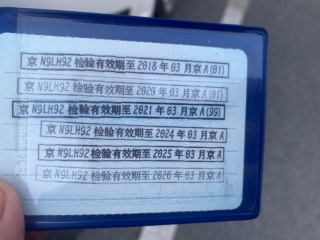 京 N9LH92 检验有效期至 2018 年 03 月京 A(01)
京 N9LH92 检验有效期至 2020 年 03 月京 A(01)
京 N9LH92 检验有效期至 2021 年 03 月京 A(99)
京 N9LH92 检验有效期至 2024 年 03 月京 A
京 N9LH92 检验有效期至 2025 年 03 月京 A
京 N9LH92 检验有效期至 2026 年 03 月京 A